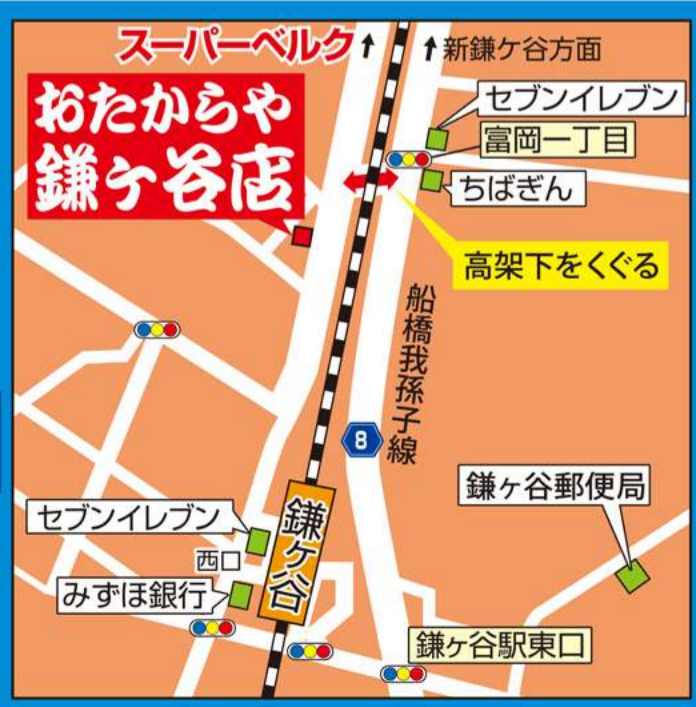 スーパーベルク
新鎌ケ谷方面
おたからや
鎌ヶ谷店
セブンイレブン
富岡一丁目
ちばぎん
高架下をくぐる
船橋我孫子線
8
鎌ヶ谷郵便局
セブンイレブン
鎌ヶ谷
西口
みずほ銀行
鎌ヶ谷駅東口